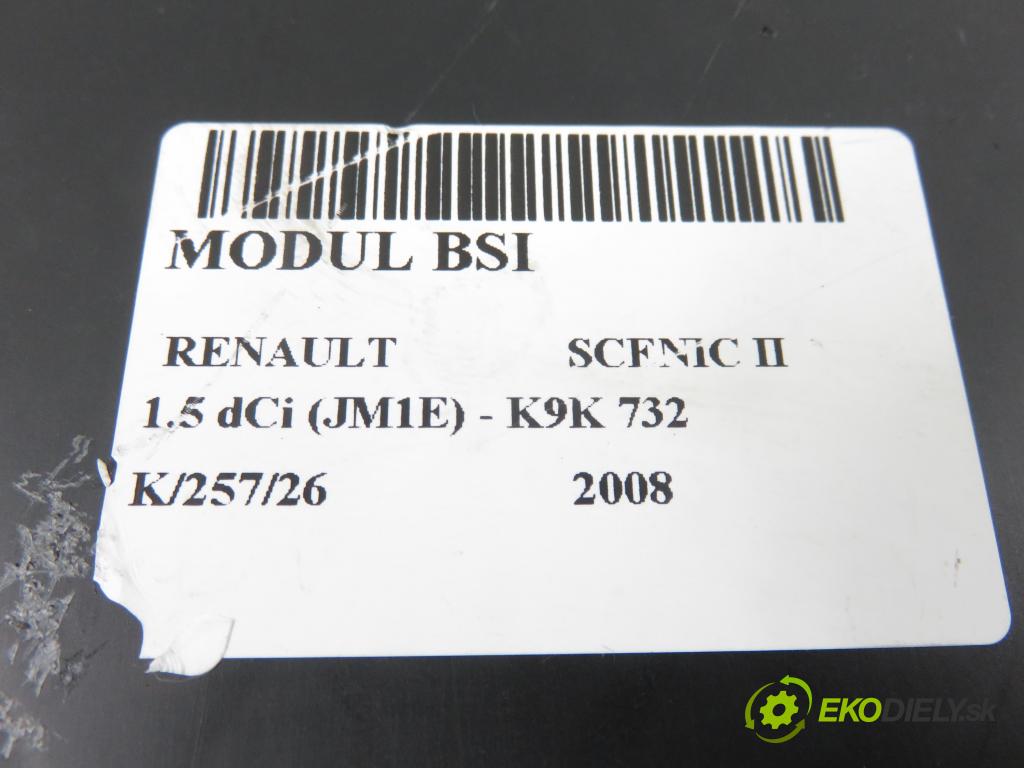 MODUL BSI
RENAULT SCENiC II
1.5 dCi (JM1E) - K9K 732
K/257/26 2008
EKODIELY.sk